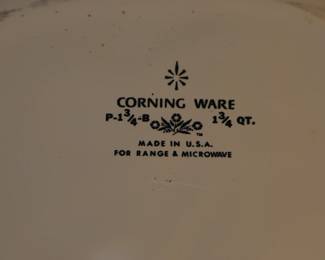 CORNING WARE
P-1¾-B 1¾ QT.
TM
MADE IN U.S.A.
FOR RANGE & MICROWAVE